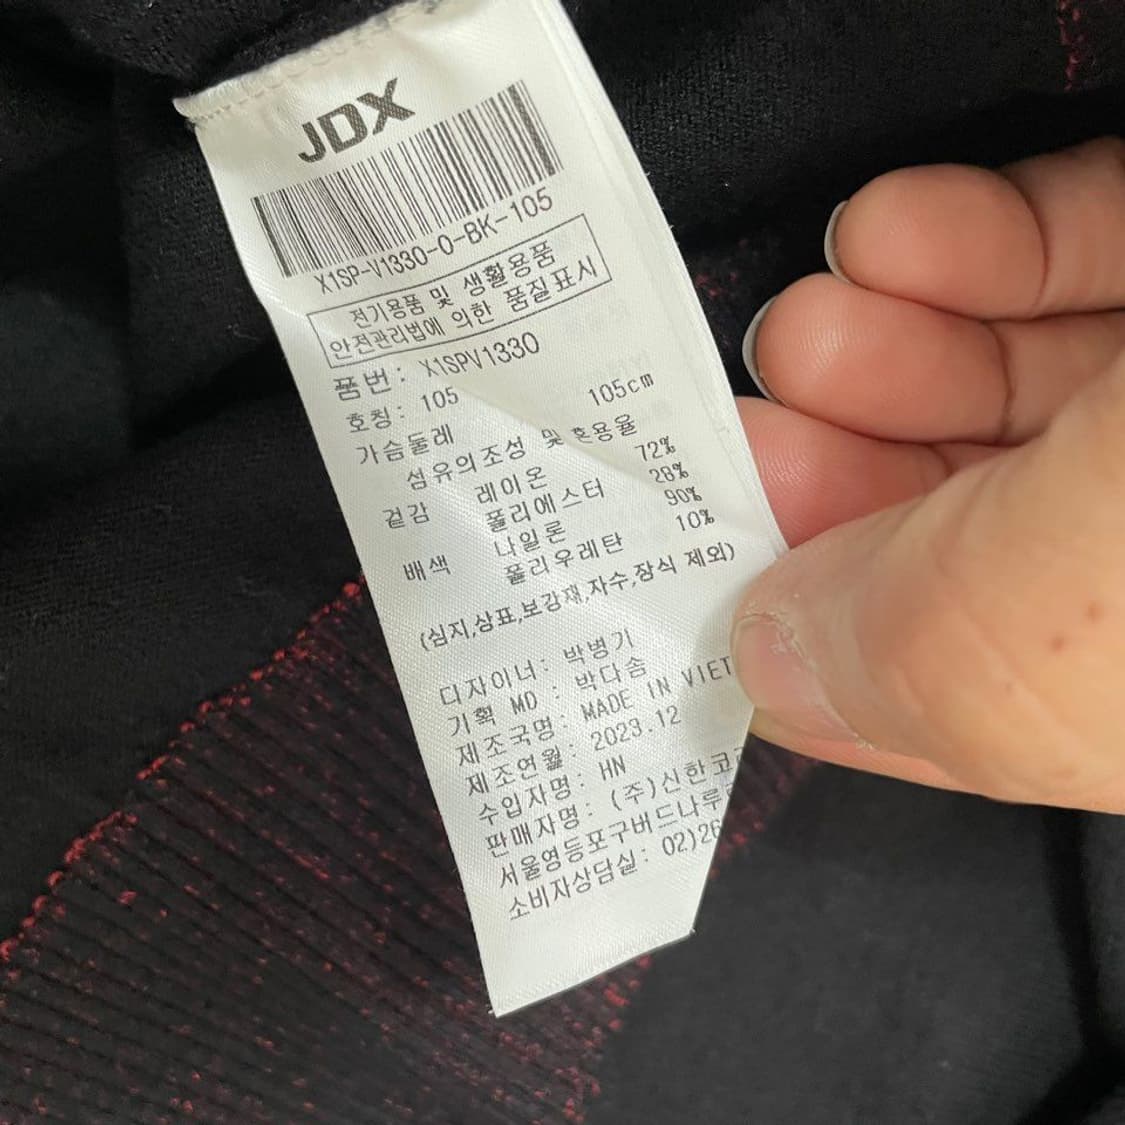 JDX
X1SP-V1330-0-BK-105
전기용품 및 생활용품
안전관리법에 의한 품질표시
품번: X1SPV1330
호칭: 105
가슴둘레 105cm
섬유의조성 및 혼용율
겉감 레이온 72%
폴리에스터 28%
배색 나일론 90%
폴리우레탄 10%
(심지,상표,보강재,자수,장식 제외)
디자이너: 박병기
기획 MD: 박다솜
제조국명: MADE IN VIET
제조연월: 2023.12
수입자명: HN
판매자명: (주)신한코
서울영등포구버드나루
소비자상담실: 02)26